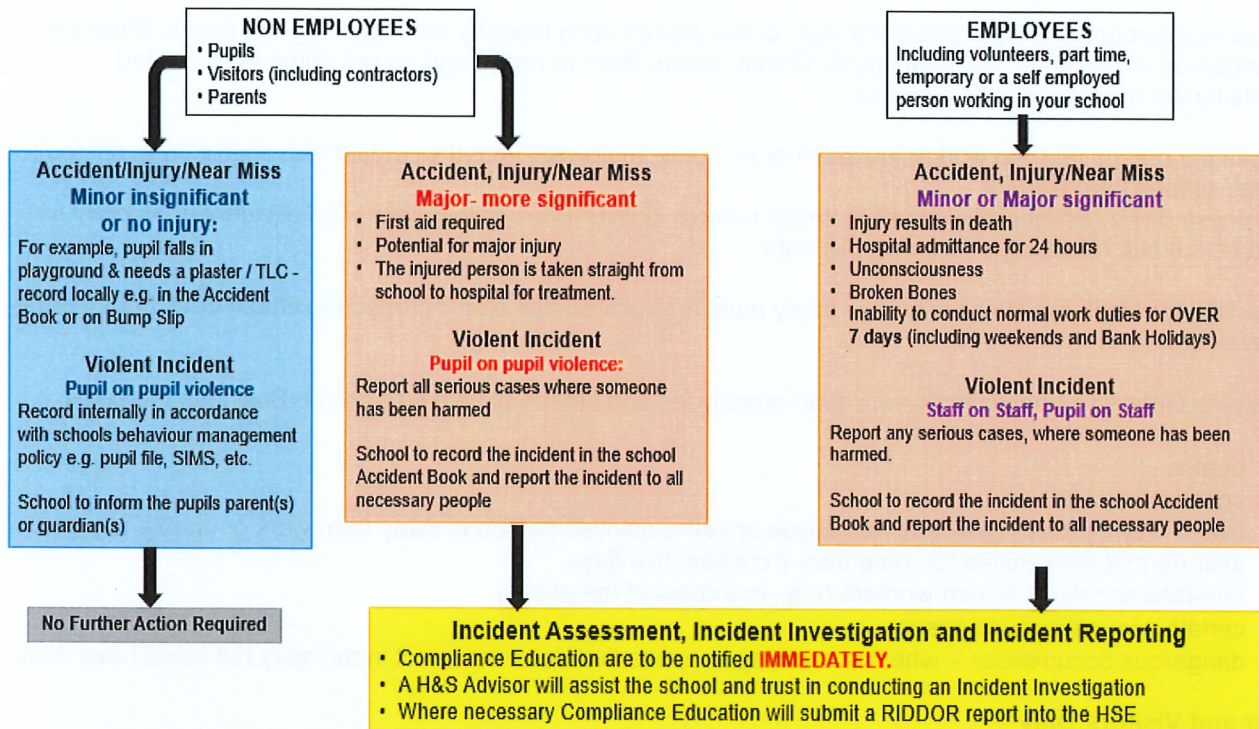 NON EMPLOYEES
• Pupils
• Visitors (including contractors)
• Parents
EMPLOYEES
Including volunteers, part time,
temporary or a self employed
person working in your school
Accident/Injury/Near Miss
Minor insignificant
or no injury:
For example, pupil falls in
playground & needs a plaster / TLC -
record locally e.g. in the Accident
Book or on Bump Slip
Violent Incident
Pupil on pupil violence
Record internally in accordance
with schools behaviour management
policy e.g. pupil file, SIMS, etc.
School to inform the pupils parent(s)
or guardian(s)
No Further Action Required
Accident, Injury/Near Miss
Major- more significant
• First aid required
• Potential for major injury
• The injured person is taken straight from
school to hospital for treatment.
Violent Incident
Pupil on pupil violence:
Report all serious cases where someone
has been harmed
School to record the incident in the school
Accident Book and report the incident to all
necessary people
Accident, Injury/Near Miss
Minor or Major significant
• Injury results in death
• Hospital admittance for 24 hours
• Unconsciousness
• Broken Bones
• Inability to conduct normal work duties for OVER
7 days (including weekends and Bank Holidays)
Violent Incident
Staff on Staff, Pupil on Staff
Report any serious cases, where someone has been
harmed.
School to record the incident in the school Accident
Book and report the incident to all necessary people
Incident Assessment, Incident Investigation and Incident Reporting
• Compliance Education are to be notified IMMEDIATELY.
• A H&S Advisor will assist the school and trust in conducting an Incident Investigation
• Where necessary Compliance Education will submit a RIDDOR report into the HSE